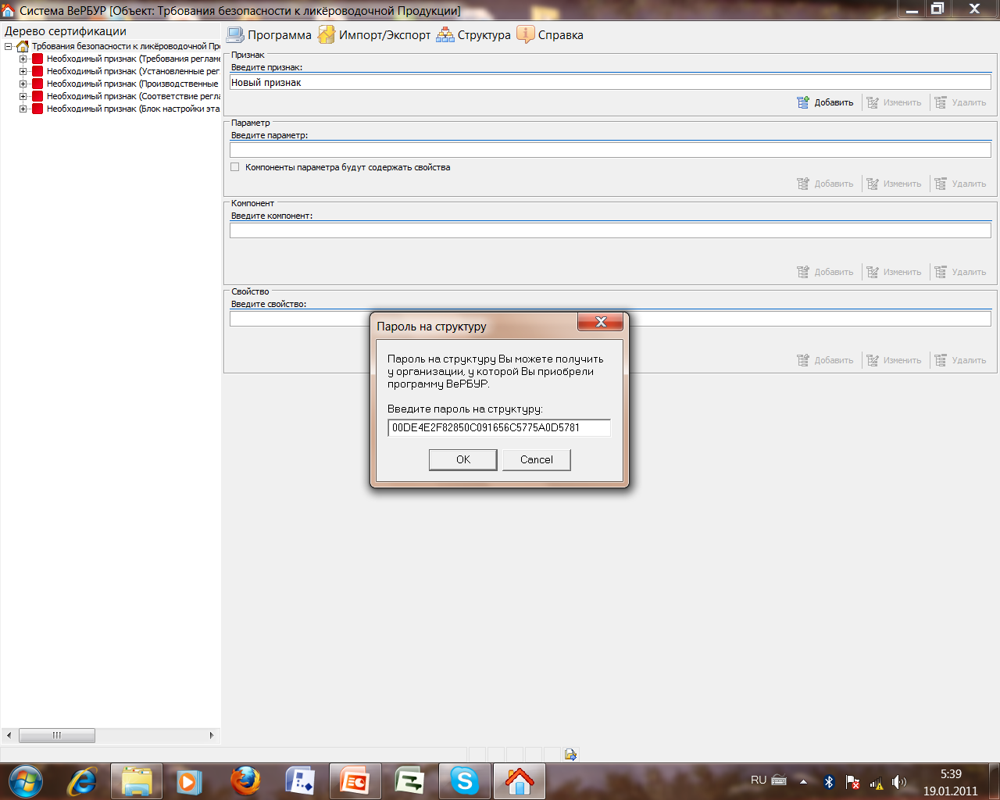 Система ВеРБУР [Объект: Трбования безопасности к ликёроводочной Продукции]
Дерево сертификации
Трбования безопасности к ликёроводочной Пр
Необходимый признак (Требования реглам
Необходимый признак (Установленные рег
Необходимый признак (Производственные
Необходимый признак (Соответствие регла
Необходимый признак (Блок настройки эта
Программа Импорт/Экспорт Структура Справка
Признак
Введите признак:
Новый признак
Добавить Изменить Удалить
Параметр
Введите параметр:
Компоненты параметра будут содержать свойства
Добавить Изменить Удалить
Компонент
Введите компонент:
Добавить Изменить Удалить
Свойство
Введите свойство:
Добавить Изменить Удалить
Пароль на структуру
Пароль на структуру Вы можете получить
у организации, у которой Вы приобрели
программу ВеРБУР.
Введите пароль на структуру:
00DE4E2F82850C091656C5775A0D5781
OK Cancel
RU
5:39
19.01.2011